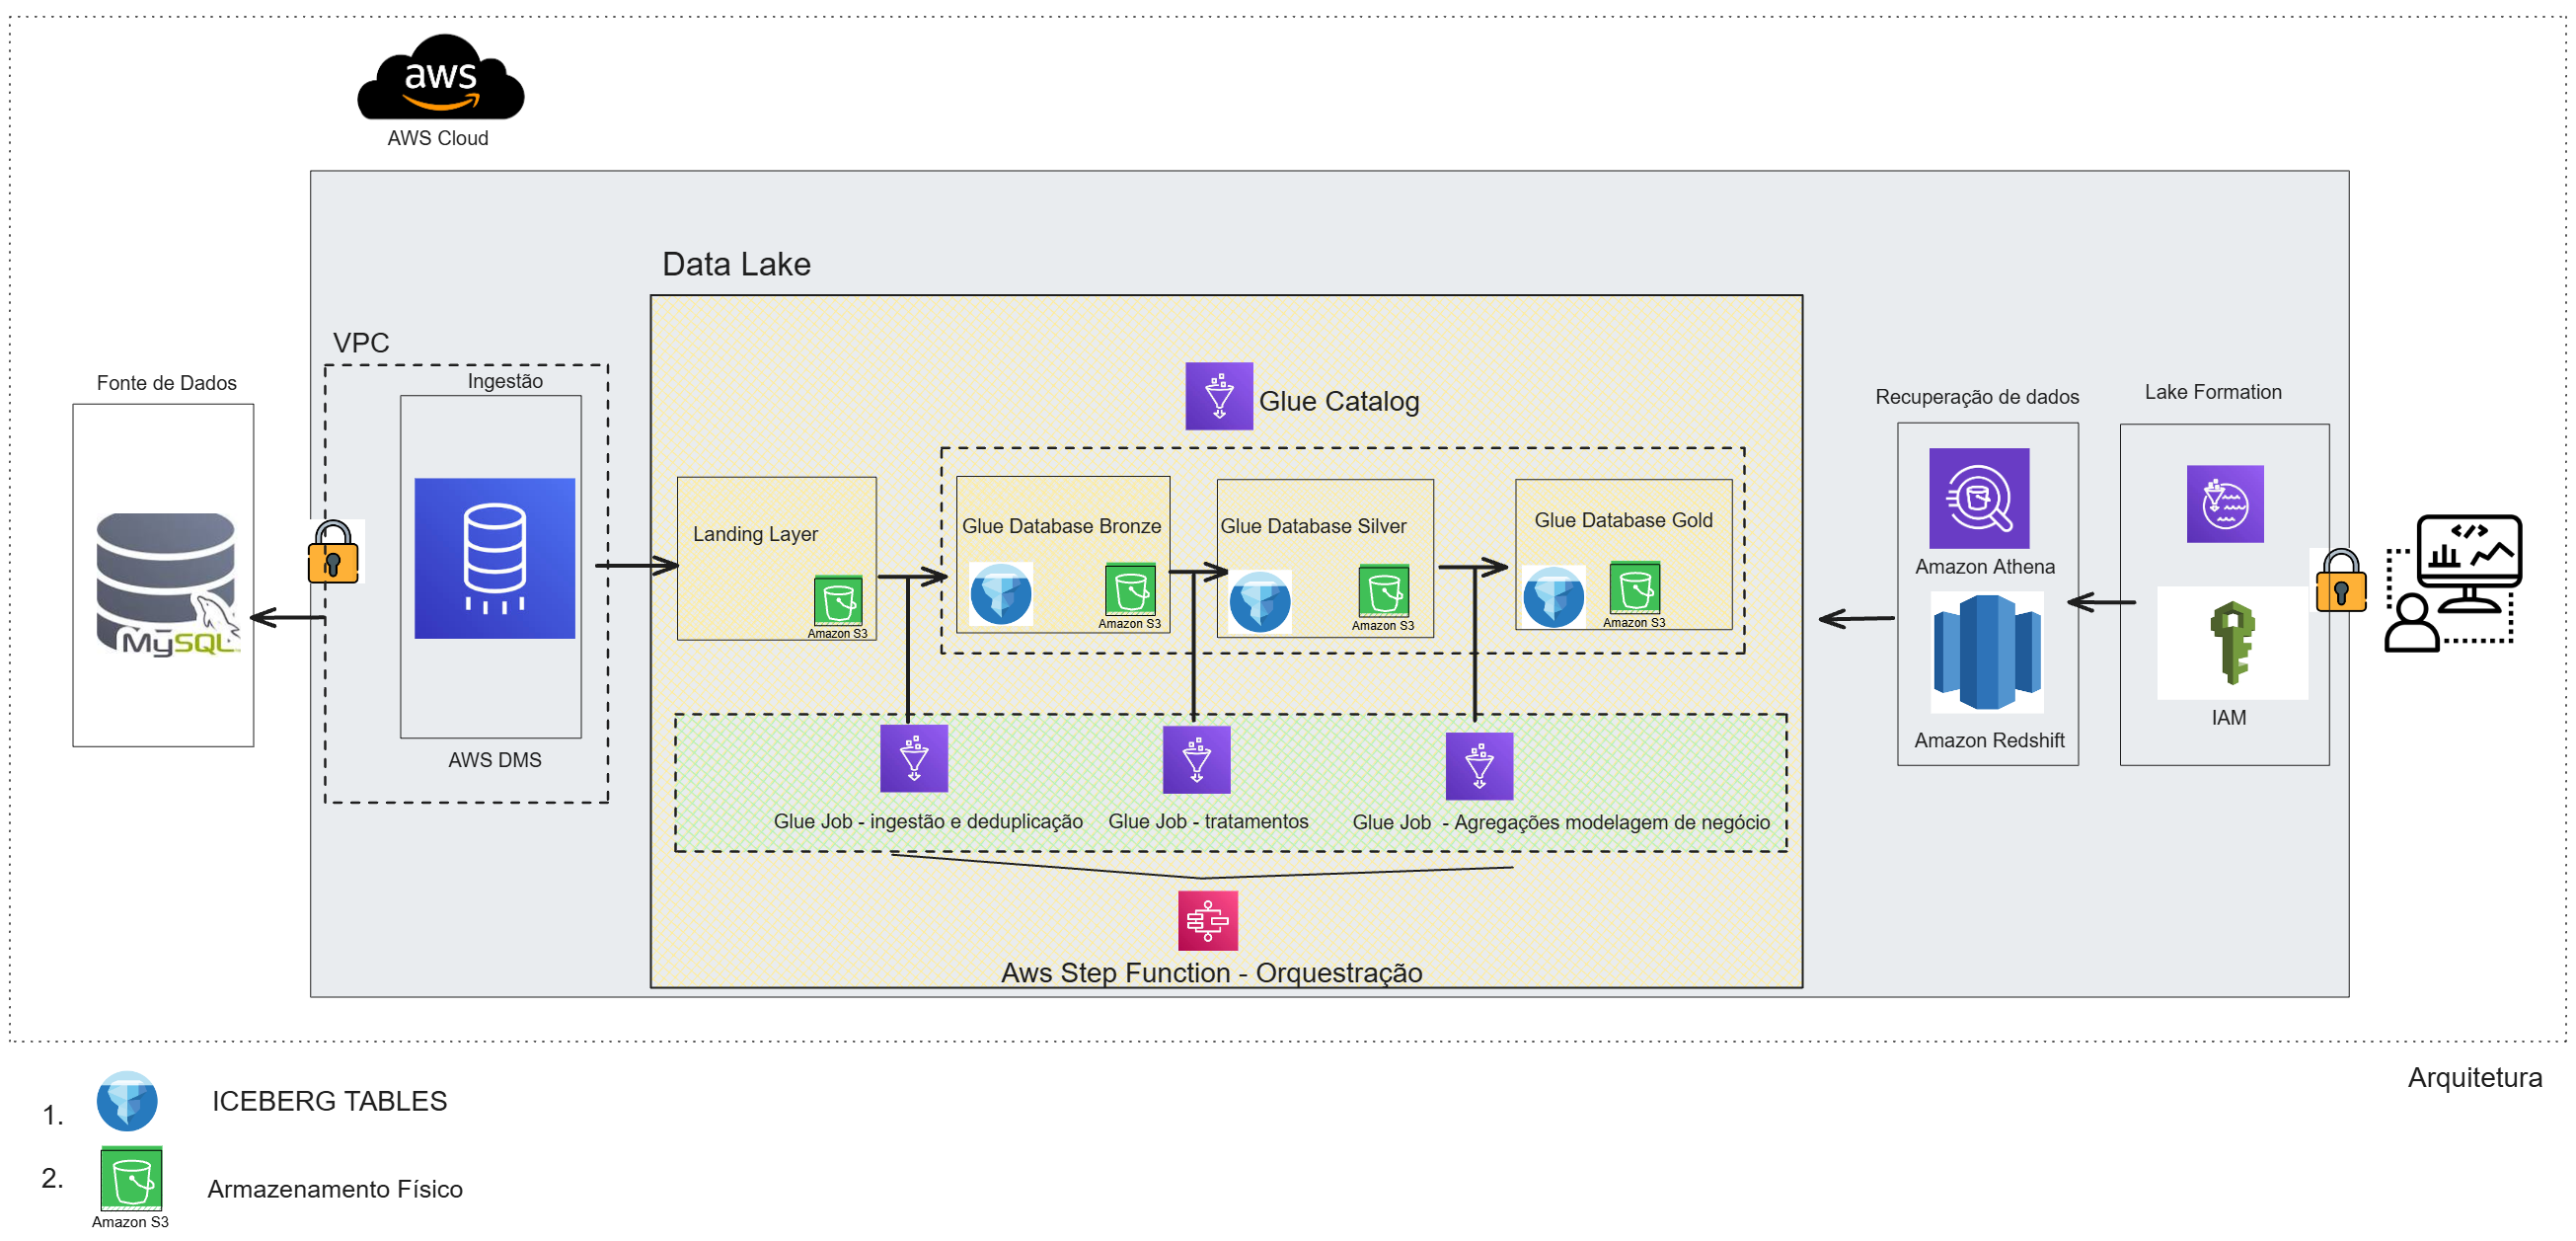 aws
AWS Cloud
Data Lake
VPC
Fonte de Dados
Ingestão
MySQL
AWS DMS
Glue Catalog
Landing Layer
Amazon S3
Glue Database Bronze
Amazon S3
Glue Database Silver
Amazon S3
Glue Database Gold
Amazon S3
Glue Job - ingestão e deduplicação
Glue Job - tratamentos
Glue Job - Agregações modelagem de negócio
Aws Step Function - Orquestração
Recuperação de dados
Amazon Athena
Amazon Redshift
Lake Formation
IAM
Arquitetura
1. ICEBERG TABLES
2. Armazenamento Físico
Amazon S3